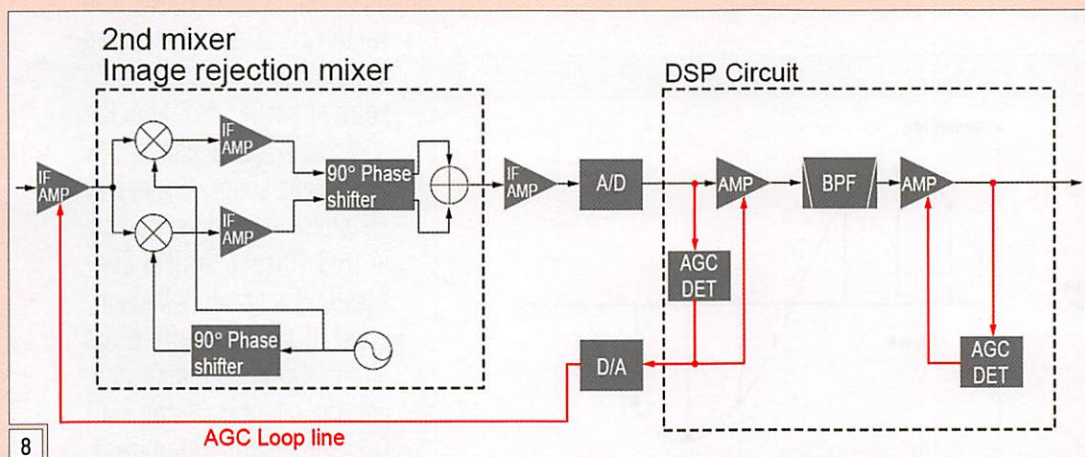 2nd mixer
Image rejection mixer
DSP Circuit
IF
AMP
IF
AMP
IF
AMP
90° Phase
shifter
IF
AMP
A/D
AMP
BPF
AMP
AGC
DET
90° Phase
shifter
D/A
AGC
DET
AGC Loop line
8